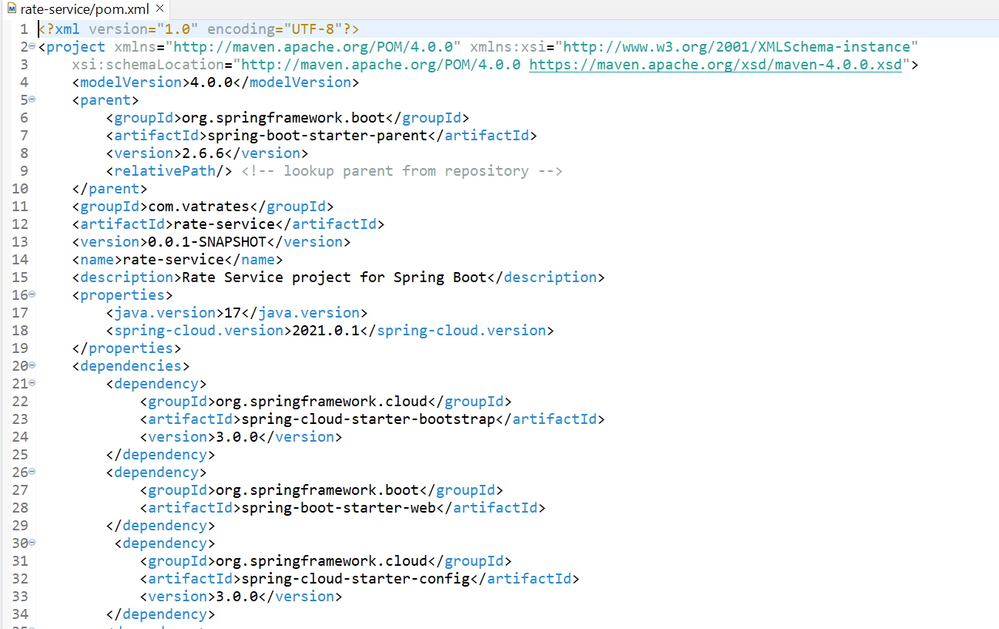 rate-service/pom.xml
1 <?xml version="1.0" encoding="UTF-8"?>
2 <project xmlns="http://maven.apache.org/POM/4.0.0" xmlns:xsi="http://www.w3.org/2001/XMLSchema-instance"
3     xsi:schemaLocation="http://maven.apache.org/POM/4.0.0 https://maven.apache.org/xsd/maven-4.0.0.xsd">
4     <modelVersion>4.0.0</modelVersion>
5     <parent>
6         <groupId>org.springframework.boot</groupId>
7         <artifactId>spring-boot-starter-parent</artifactId>
8         <version>2.6.6</version>
9         <relativePath/> <!-- lookup parent from repository -->
10     </parent>
11     <groupId>com.vatrates</groupId>
12     <artifactId>rate-service</artifactId>
13     <version>0.0.1-SNAPSHOT</version>
14     <name>rate-service</name>
15     <description>Rate Service project for Spring Boot</description>
16     <properties>
17         <java.version>17</java.version>
18         <spring-cloud.version>2021.0.1</spring-cloud.version>
19     </properties>
20     <dependencies>
21         <dependency>
22             <groupId>org.springframework.cloud</groupId>
23             <artifactId>spring-cloud-starter-bootstrap</artifactId>
24             <version>3.0.0</version>
25         </dependency>
26         <dependency>
27             <groupId>org.springframework.boot</groupId>
28             <artifactId>spring-boot-starter-web</artifactId>
29         </dependency>
30          <dependency>
31             <groupId>org.springframework.cloud</groupId>
32             <artifactId>spring-cloud-starter-config</artifactId>
33             <version>3.0.0</version>
34         </dependency>